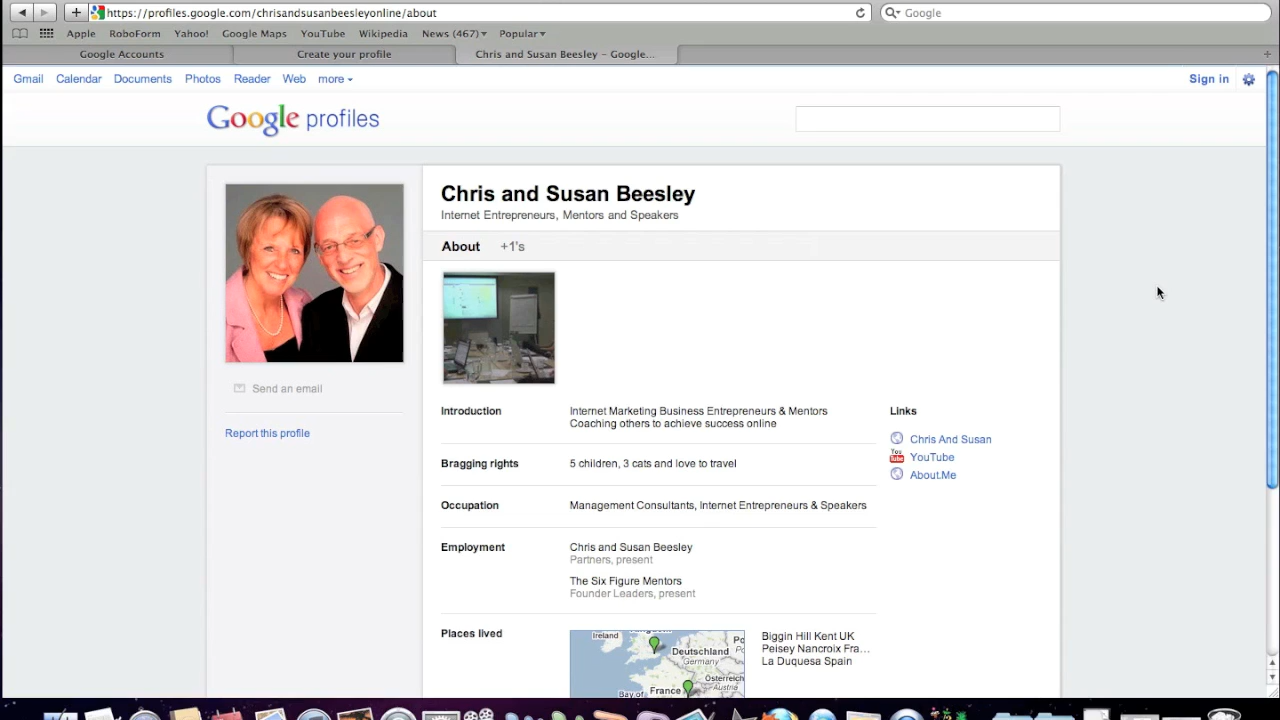 https://profiles.google.com/chrisandsusanbeesleyonline/about
Google
Apple RoboForm Yahoo! Google Maps YouTube Wikipedia News (467) Popular
Google Accounts Create your profile Chris and Susan Beesley – Google...
Gmail Calendar Documents Photos Reader Web more Sign in
Google profiles
Chris and Susan Beesley
Internet Entrepreneurs, Mentors and Speakers
About +1's
Send an email
Report this profile
Introduction Internet Marketing Business Entrepreneurs & Mentors
Coaching others to achieve success online
Bragging rights 5 children, 3 cats and love to travel
Occupation Management Consultants, Internet Entrepreneurs & Speakers
Employment Chris and Susan Beesley
Partners, present
The Six Figure Mentors
Founder Leaders, present
Places lived
Ireland
Deutschland
Germany
Österreich
Austria
Bay of France
Biggin Hill Kent UK
Peisey Nancroix Fra...
La Duquesa Spain
Links
Chris And Susan
You Tube YouTube
About.Me